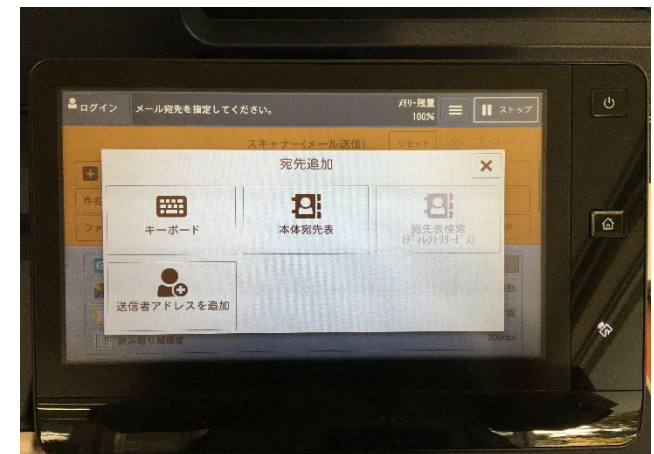 ログイン
メール宛先を指定してください。
ﾒﾓﾘｰ残量
100%
ストップ
スキャナー(メール送信)
リセット
宛先追加
件名
ファ
キーボード
本体宛先表
宛先表検索
(ﾃﾞｨﾚｸﾄﾘｻｰﾋﾞｽ)
送信者アドレスを追加
読み取り解像度
200dpi